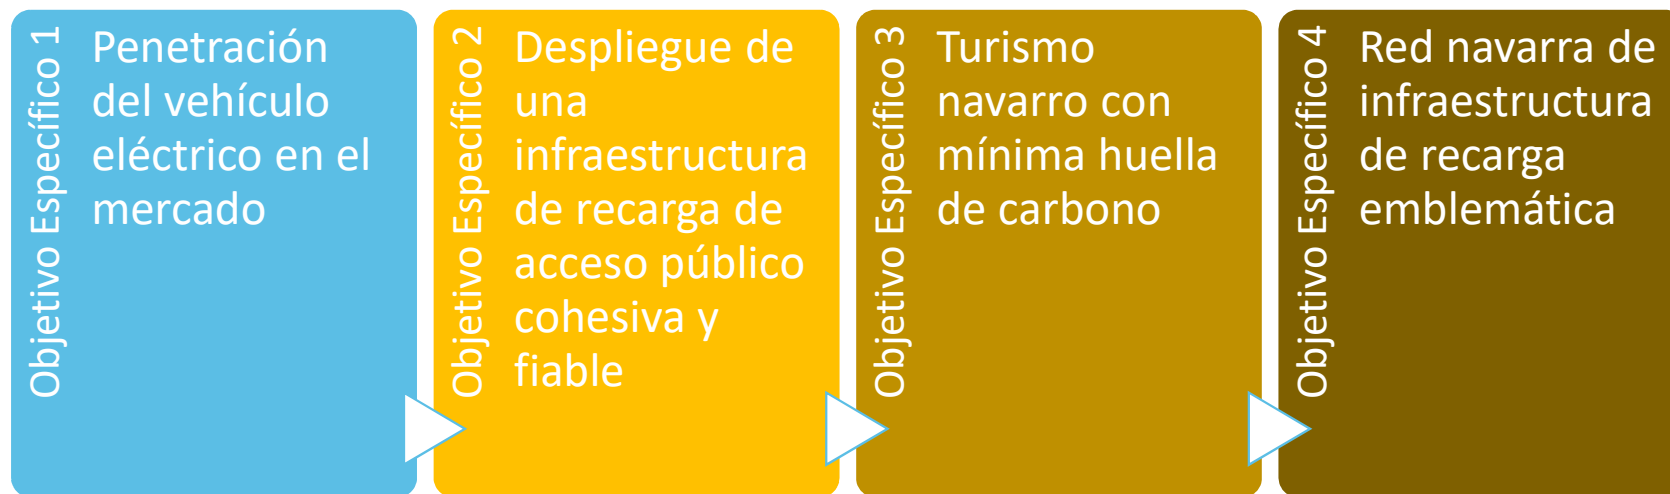 Objetivo Específico 1
Penetración
del vehículo
eléctrico en el
mercado
Objetivo Específico 2
Despliegue de
una
infraestructura
de recarga de
acceso público
cohesiva y
fiable
Objetivo Específico 3
Turismo
navarro con
mínima huella
de carbono
Objetivo Específico 4
Red navarra de
infraestructura
de recarga
emblemática